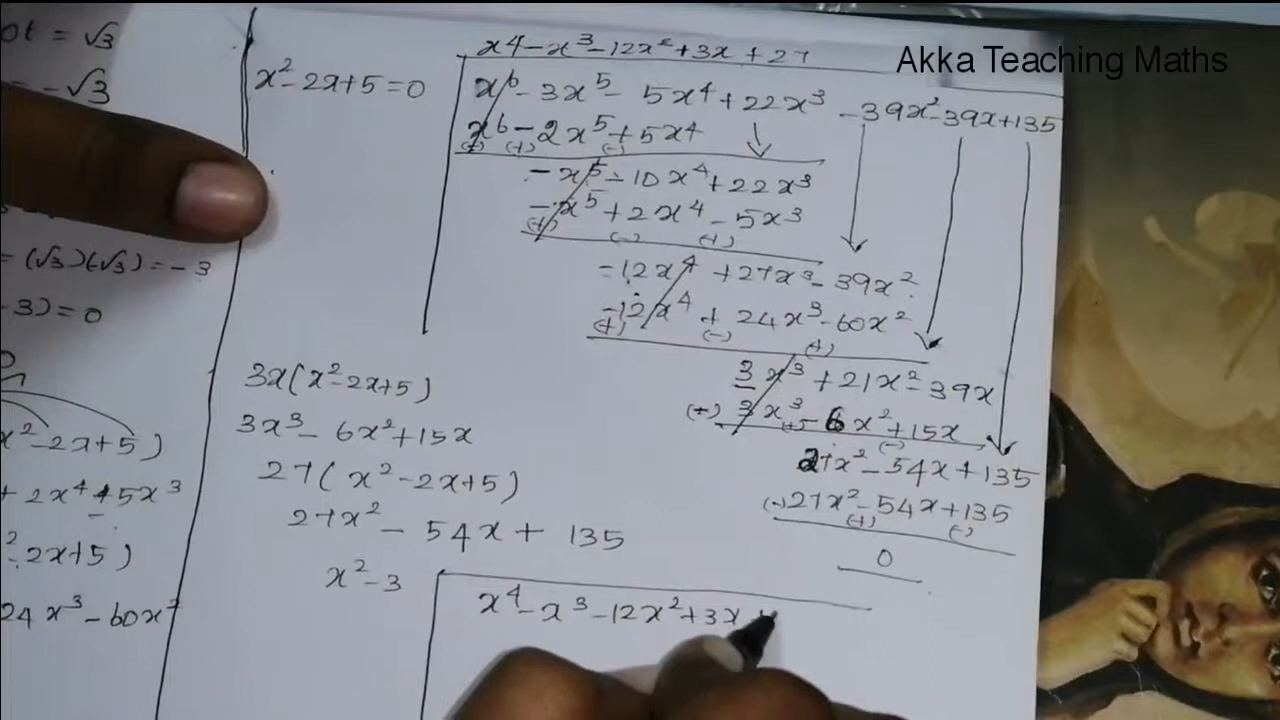 Akka Teaching Maths
ot = √3
= -√3
= (√3)(-√3) = -3
3) = 0
x²-2x+5)
+ 2x⁴ + 5x³
2x+5)
24x³ - 60x²
x⁴ - x³ - 12x² + 3x + 27
x² - 2x + 5 = 0
x⁶ - 3x⁵ - 5x⁴ + 22x³ - 39x² - 39x + 135
x⁶ - 2x⁵ + 5x⁴
(-) (+) (-)
- x⁵ - 10x⁴ + 22x³
- x⁵ + 2x⁴ - 5x³
(+) (-) (+)
- 12x⁴ + 27x³ - 39x²
- 12x⁴ + 24x³ - 60x²
(+) (-) (+)
3x³ + 21x² - 39x
(-) 3x³ - 6x² + 15x
(+) (-)
27x² - 54x + 135
(-) 27x² - 54x + 135
(+) (-)
0
3x(x² - 2x + 5)
3x³ - 6x² + 15x
27(x² - 2x + 5)
27x² - 54x + 135
x² - 3
x⁴ - x³ - 12x² + 3x